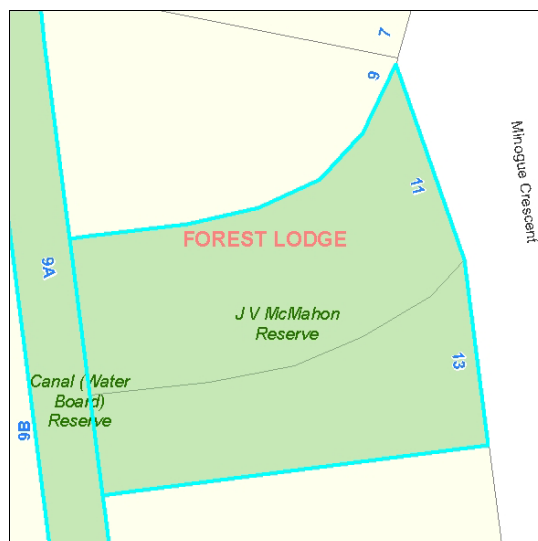 7
9
Minogue Crescent
11
FOREST LODGE
9A
J V McMahon
Reserve
13
Canal (Water
Board)
Reserve
9B